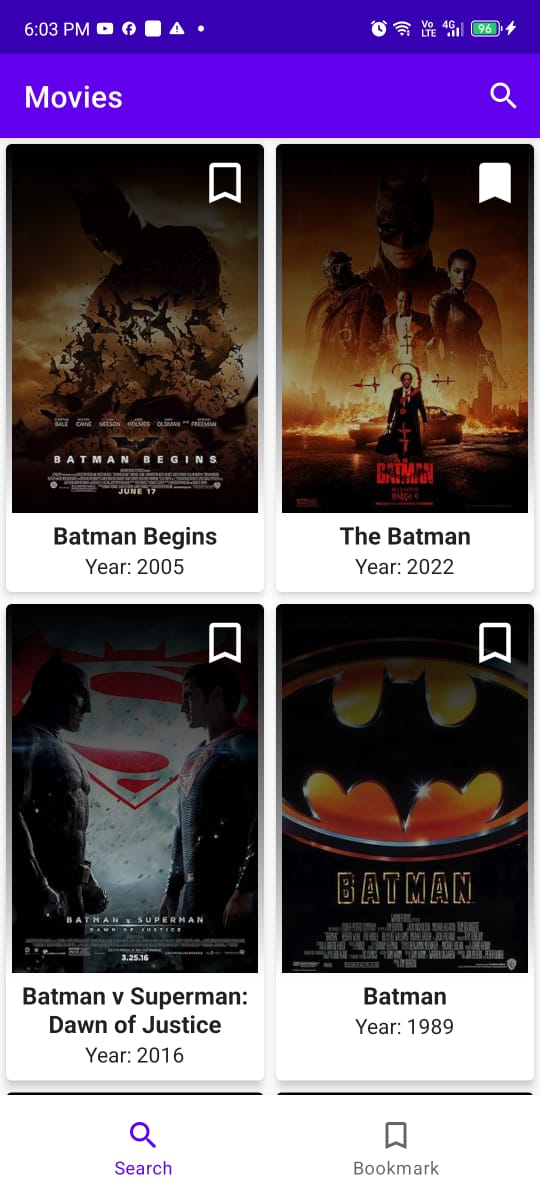 6:03 PM
Vo
LTE
4G
96
Movies
BALE CAINE NEESON HOLMES OLDMAN AND FREEMAN
BATMAN BEGINS
JUNE 17
Batman Begins
Year: 2005
THE
BATMAN
MARCH 4
The Batman
Year: 2022
BATMAN v SUPERMAN
DAWN OF JUSTICE
3.25.16
Batman v Superman:
Dawn of Justice
Year: 2016
BATMAN
Batman
Year: 1989
Search
Bookmark